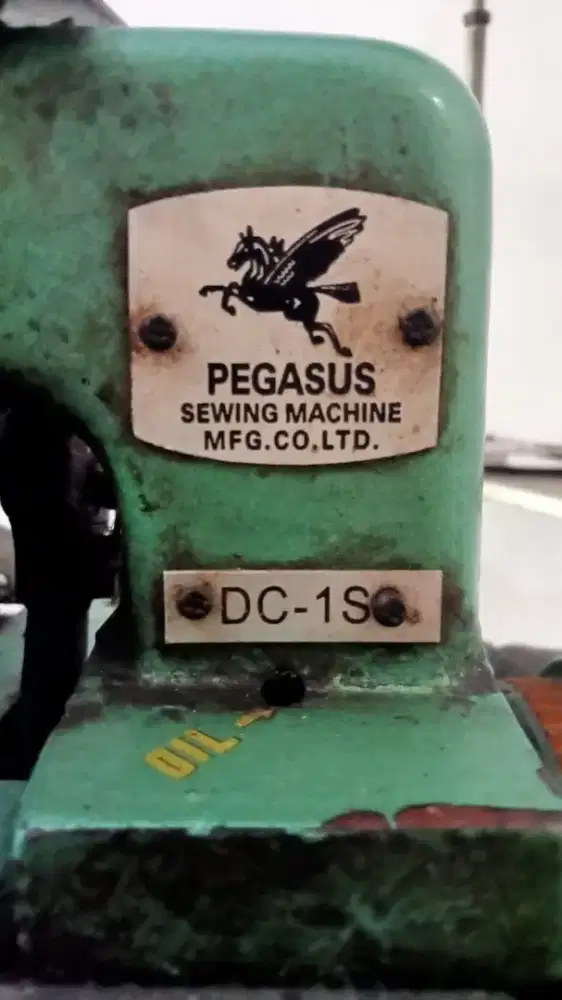 PEGASUS
SEWING MACHINE
MFG.CO.LTD.
DC-1S
OIL